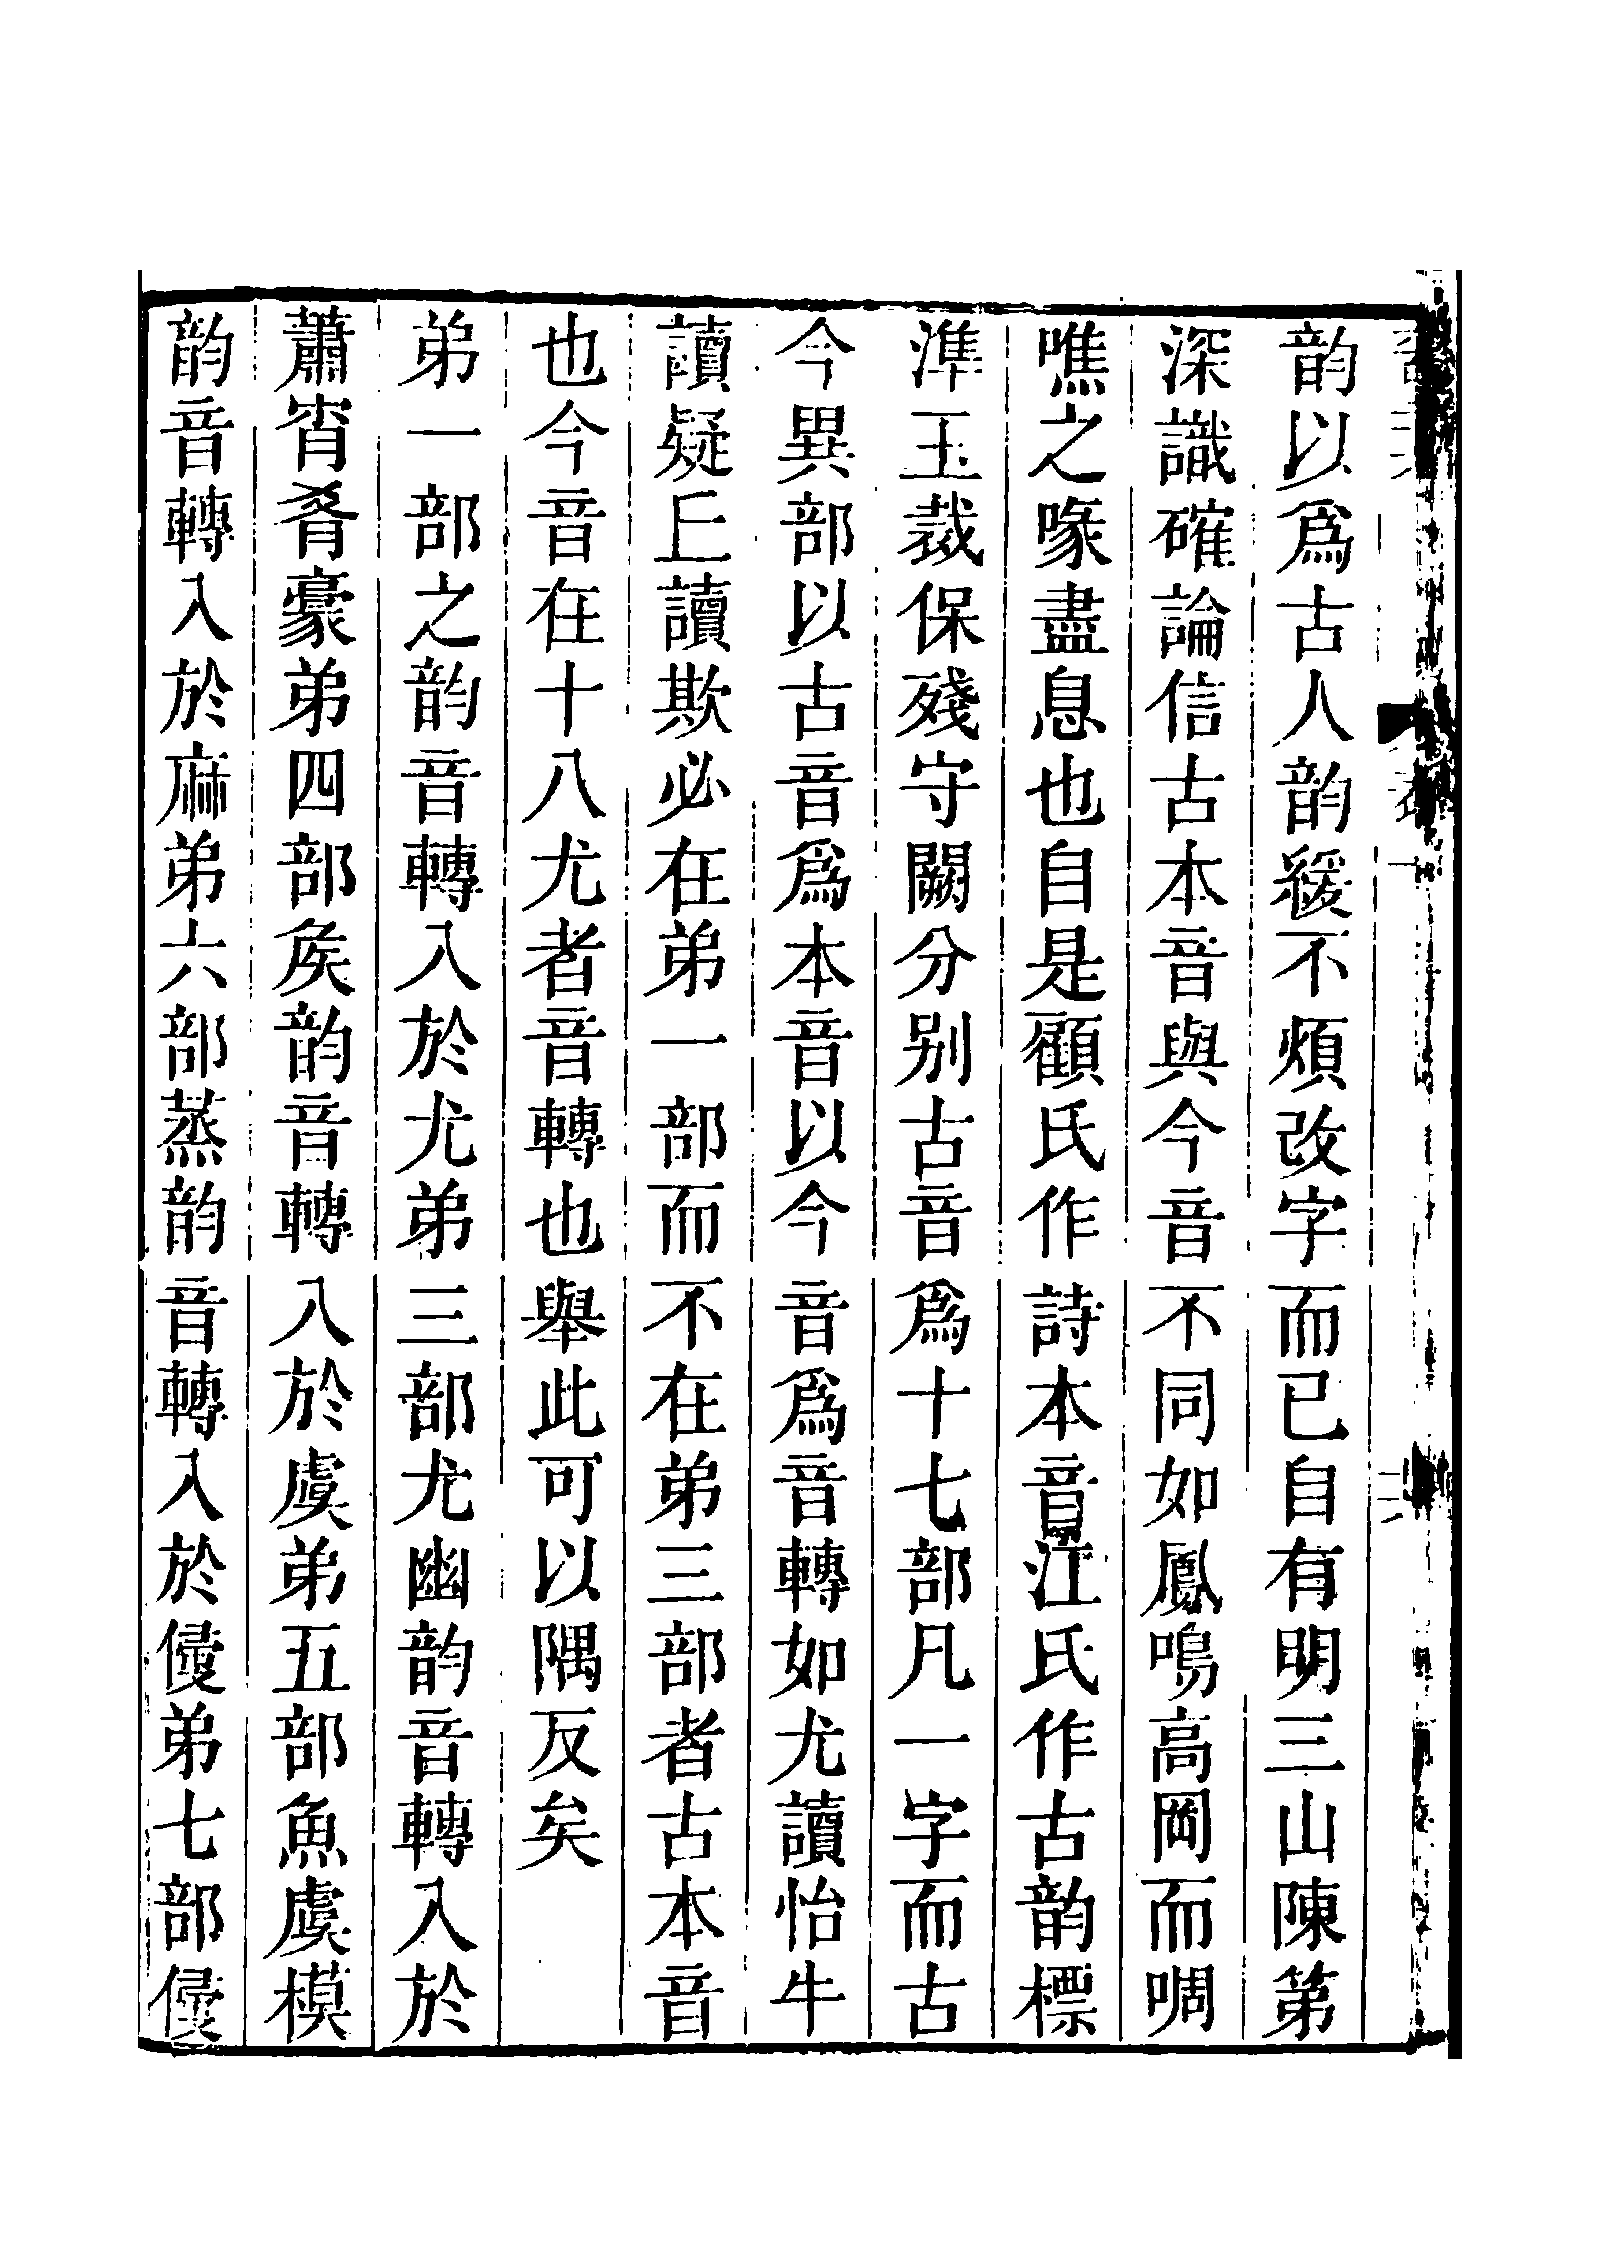 韵以爲古人韵緩不煩改字而已自有明三山陳第
深識確論信古本音與今音不同如鳳鳴高岡而啁
噍之喙盡息也自是顧氏作詩本音江氏作古韵標
準玉裁保殘守闕分别古音爲十七部凡一字而古
今異部以古音爲本音以今音爲音轉如尤讀怡牛
讀疑丘讀欺必在弟一部而不在弟三部者古本音
也今音在十八尤者音轉也舉此可以隅反矣
弟一部之韵音轉入於尤弟三部尤幽韵音轉入於
蕭宵肴豪弟四部矦韵音轉入於虞弟五部魚虞模
韵音轉入於麻弟六部蒸韵音轉入於侵弟七部侵